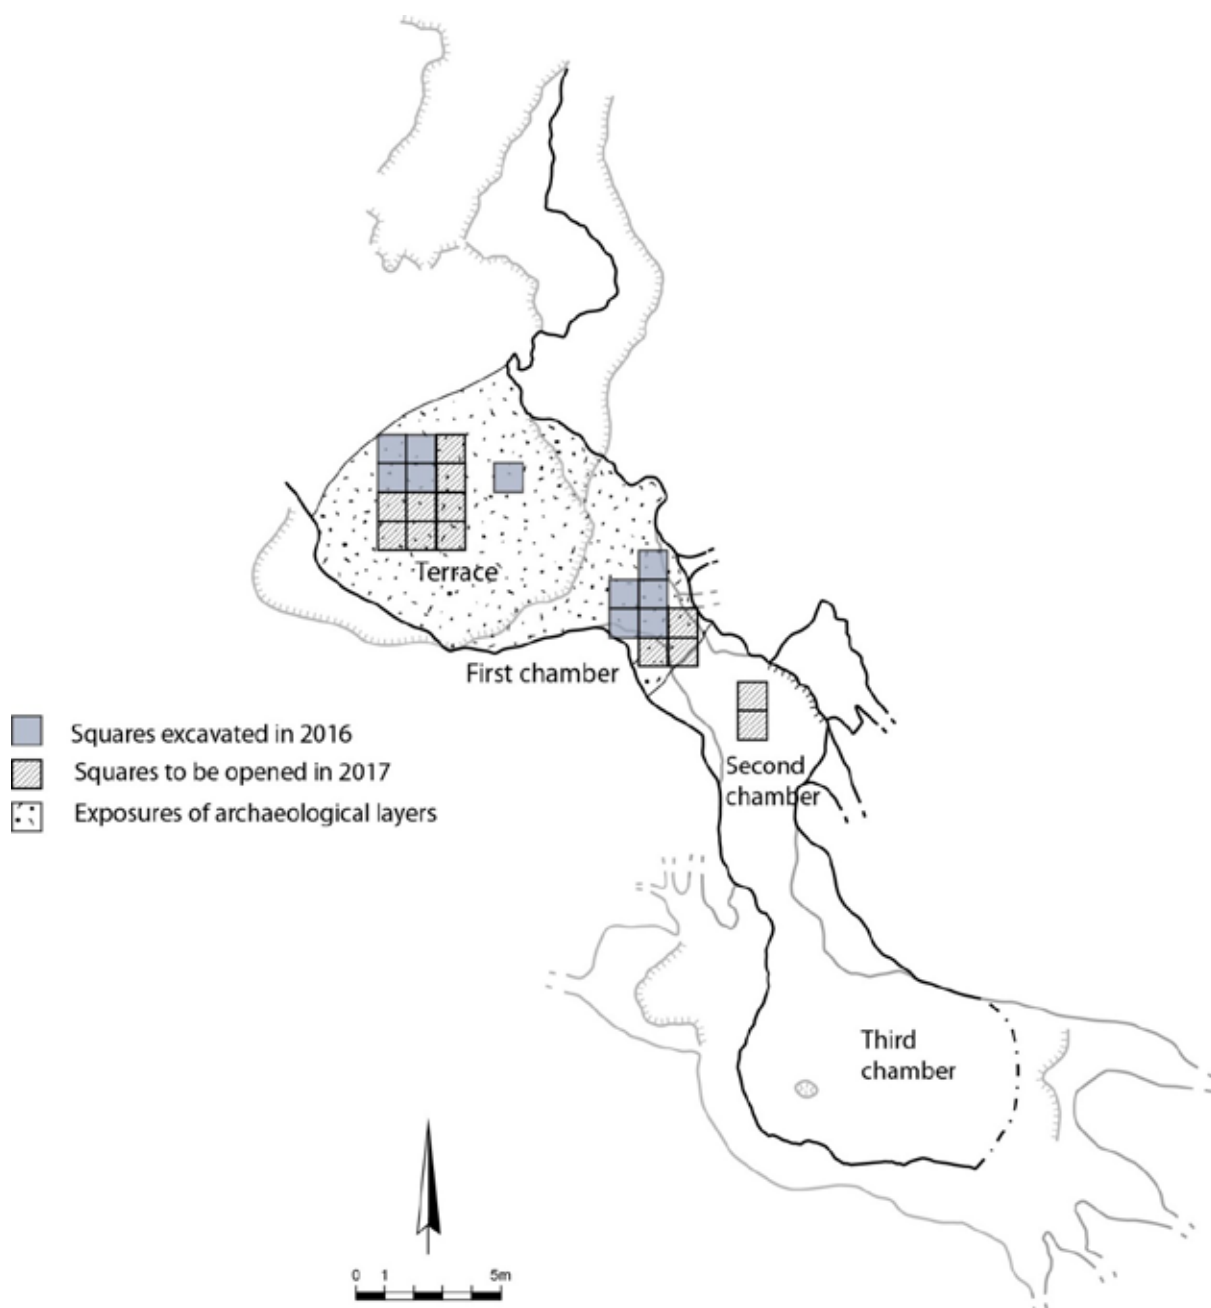 Terrace
First chamber
Squares excavated in 2016
Squares to be opened in 2017
Exposures of archaeological layers
Second
chamber
Third
chamber
0 1 5m